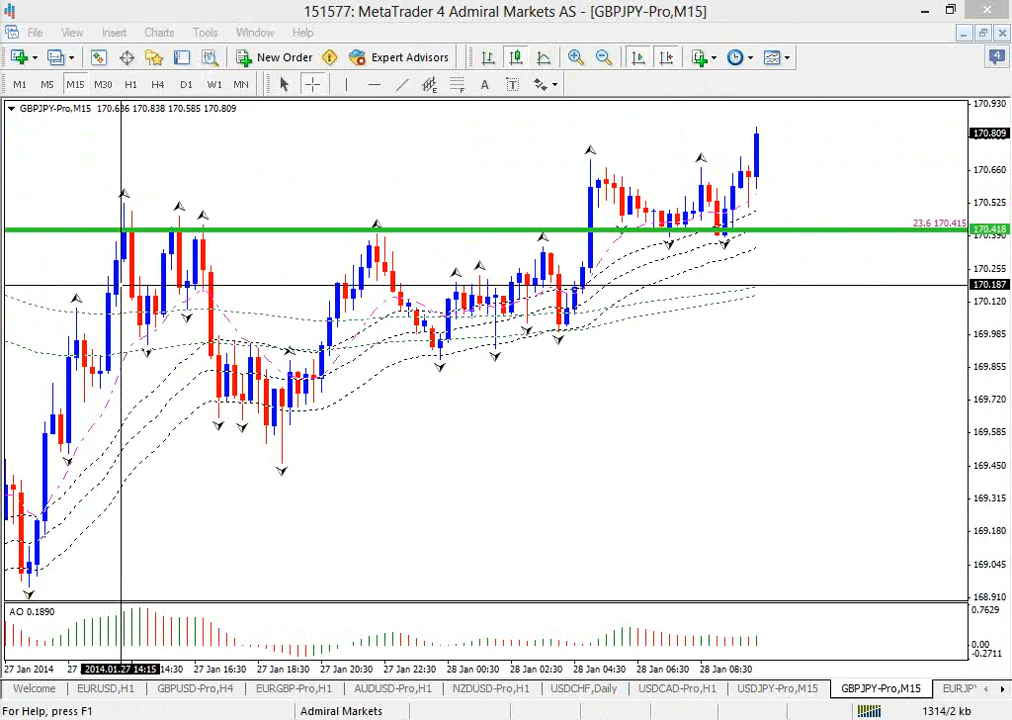 151577: MetaTrader 4 Admiral Markets AS - [GBPJPY-Pro,M15]
File View Insert Charts Tools Window Help
New Order Expert Advisors 4
M1 M5 M15 M30 H1 H4 D1 W1 MN A T
GBPJPY-Pro,M15 170.686 170.838 170.585 170.809
170.930
170.809
170.660
170.525
23.6 170.415
170.418
170.255
170.187
170.120
169.985
169.855
169.720
169.585
169.450
169.315
169.180
169.045
168.910
AO 0.1890
0.7629
0.00
-0.2711
27 Jan 2014 27 2014.01.27 14:15 14:30 27 Jan 16:30 27 Jan 18:30 27 Jan 20:30 27 Jan 22:30 28 Jan 00:30 28 Jan 02:30 28 Jan 04:30 28 Jan 06:30 28 Jan 08:30
Welcome EURUSD,H1 GBPUSD-Pro,H4 EURGBP-Pro,H1 AUDUSD-Pro,H1 NZDUSD-Pro,H1 USDCHF,Daily USDCAD-Pro,H1 USDJPY-Pro,M15 GBPJPY-Pro,M15 EURJP
For Help, press F1 Admiral Markets 1314/2 kb